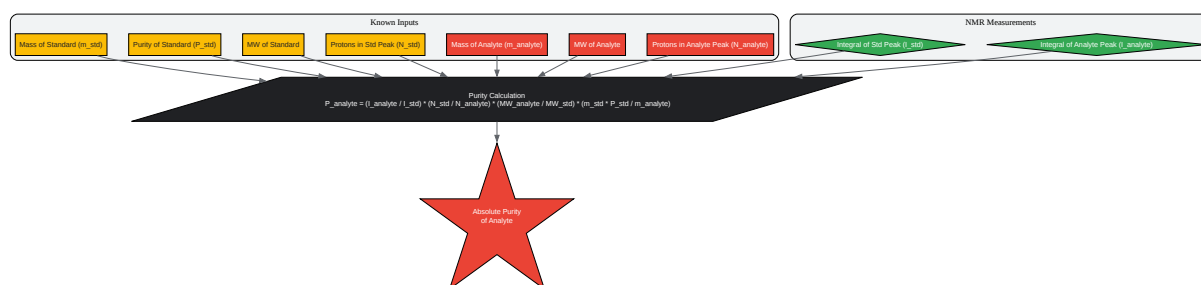 Known Inputs
NMR Measurements
Mass of Standard (m_std)
Purity of Standard (P_std)
MW of Standard
Protons in Std Peak (N_std)
Mass of Analyte (m_analyte)
MW of Analyte
Protons in Analyte Peak (N_analyte)
Integral of Std Peak (I_std)
Integral of Analyte Peak (I_analyte)
Purity Calculation
P_analyte = (I_analyte / I_std) * (N_std / N_analyte) * (MW_analyte / MW_std) * (m_std * P_std / m_analyte)
Absolute Purity
of Analyte